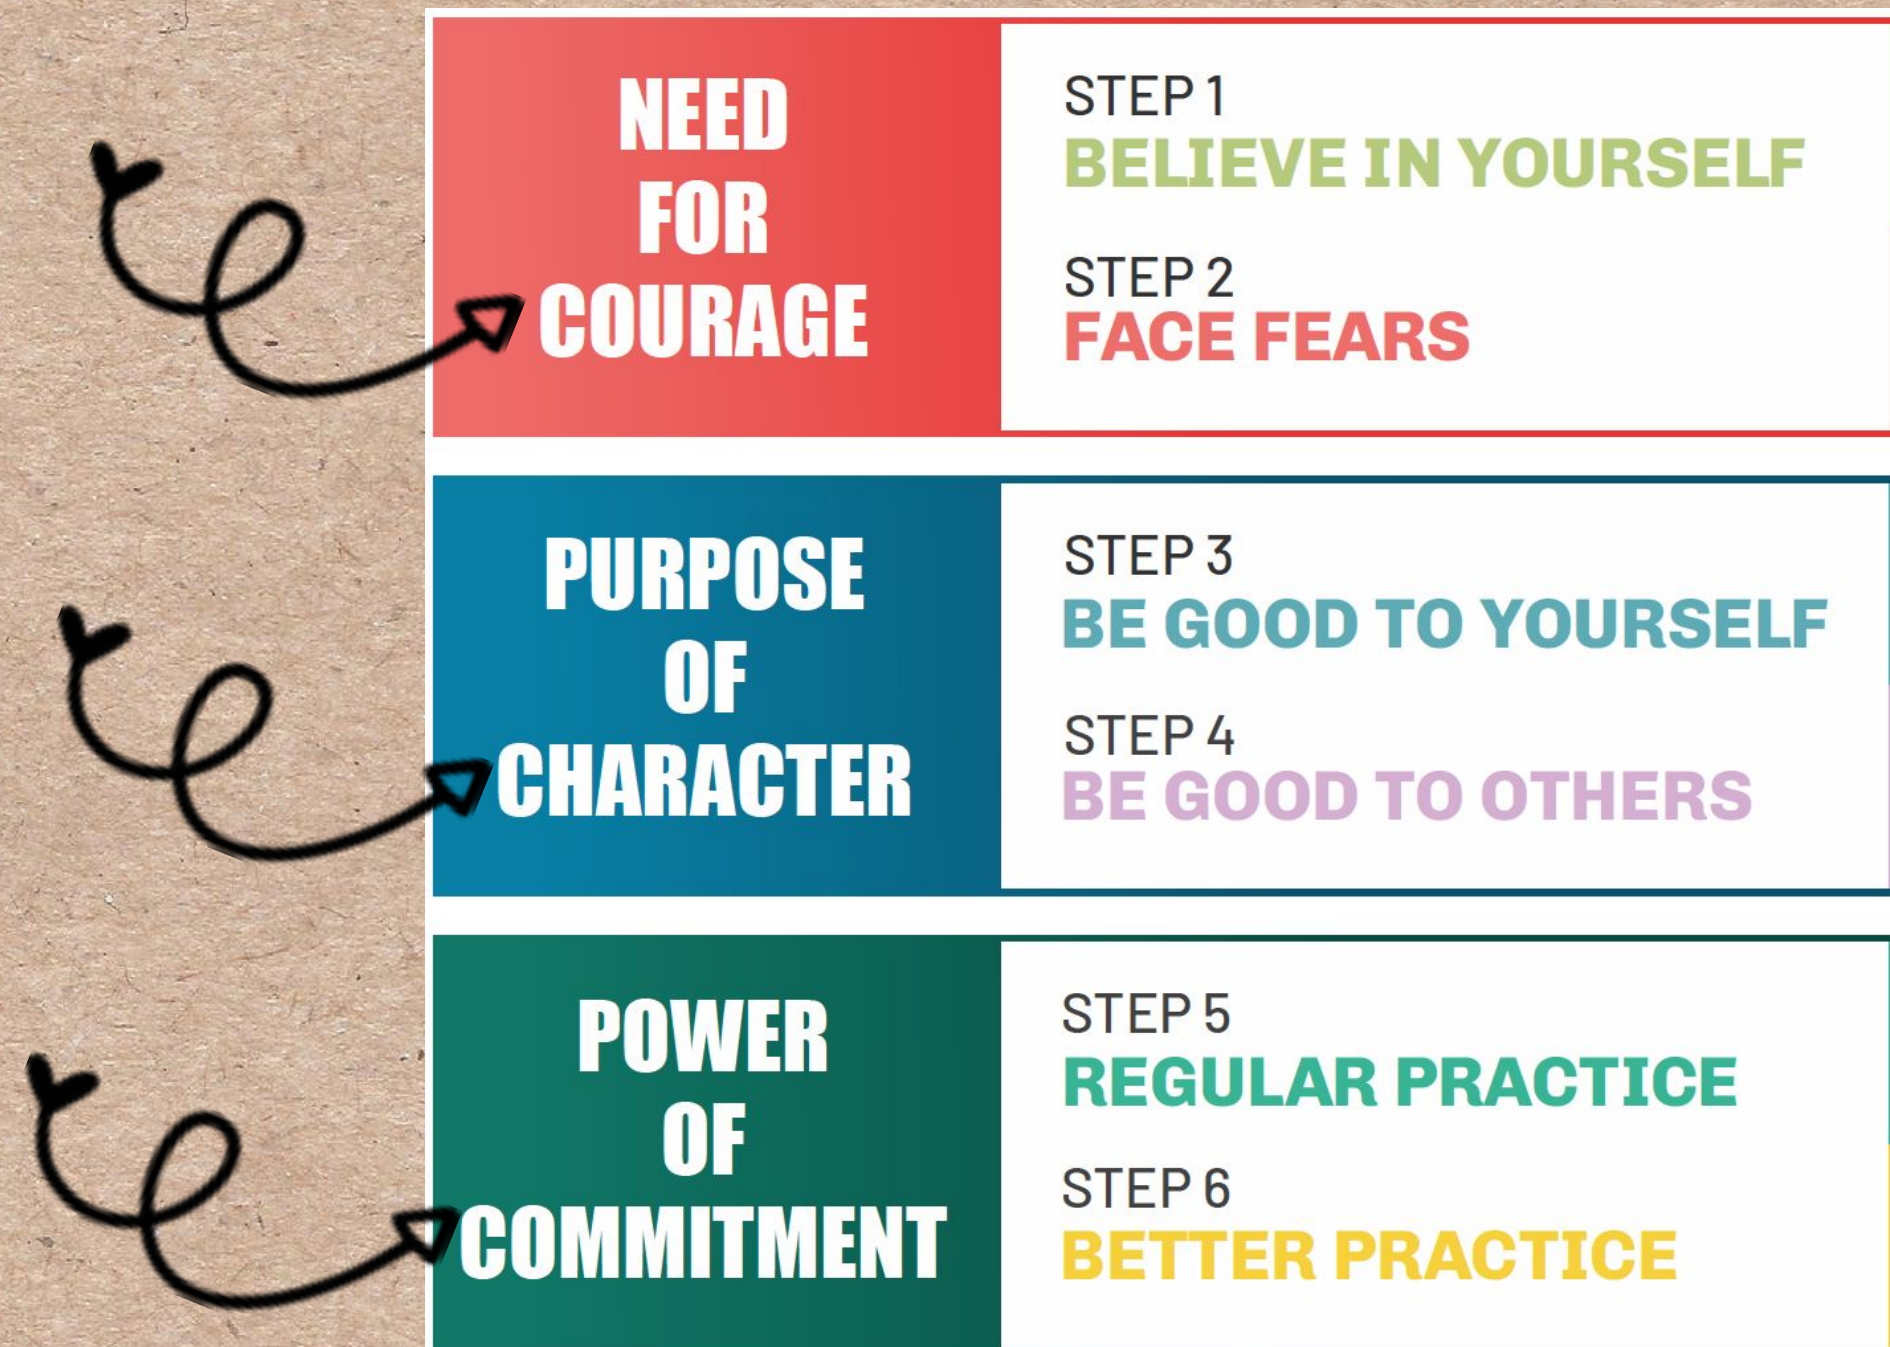 NEED
FOR
COURAGE
STEP 1
BELIEVE IN YOURSELF
STEP 2
FACE FEARS
PURPOSE
OF
CHARACTER
STEP 3
BE GOOD TO YOURSELF
STEP 4
BE GOOD TO OTHERS
POWER
OF
COMMITMENT
STEP 5
REGULAR PRACTICE
STEP 6
BETTER PRACTICE